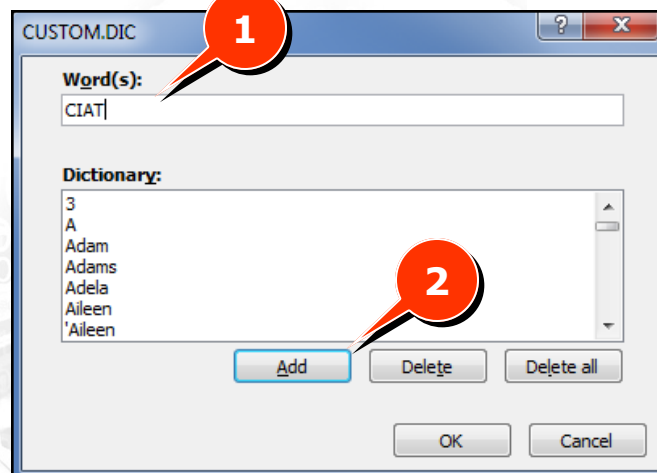 CUSTOM.DIC
1
?
X
Word(s):
CIAT
Dictionary:
3
A
Adam
Adams
Adela
Aileen
'Aileen
2
Add
Delete
Delete all
OK
Cancel